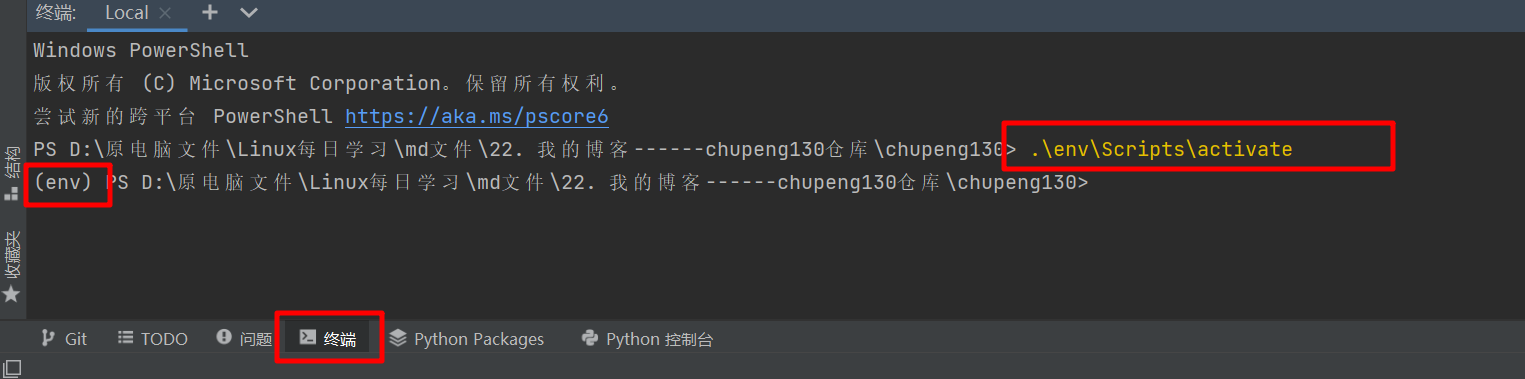 终端: Local × + ∨
Windows PowerShell
版权所有 (C) Microsoft Corporation。保留所有权利。
尝试新的跨平台 PowerShell https://aka.ms/pscore6
PS D:\原电脑文件\Linux每日学习\md文件\22. 我的博客------chupeng130仓库\chupeng130> .\env\Scripts\activate
(env) PS D:\原电脑文件\Linux每日学习\md文件\22. 我的博客------chupeng130仓库\chupeng130>
结构
收藏夹
Git TODO 问题 终端 Python Packages Python 控制台